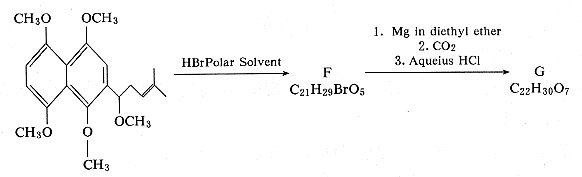 CH3O OCH3
1. Mg in diethyl ether
2. CO2
3. Aqueius HCl
HBrPolar Solvent
F
C21H29BrO5
G
C22H30O7
OCH3
CH3O
O
CH3